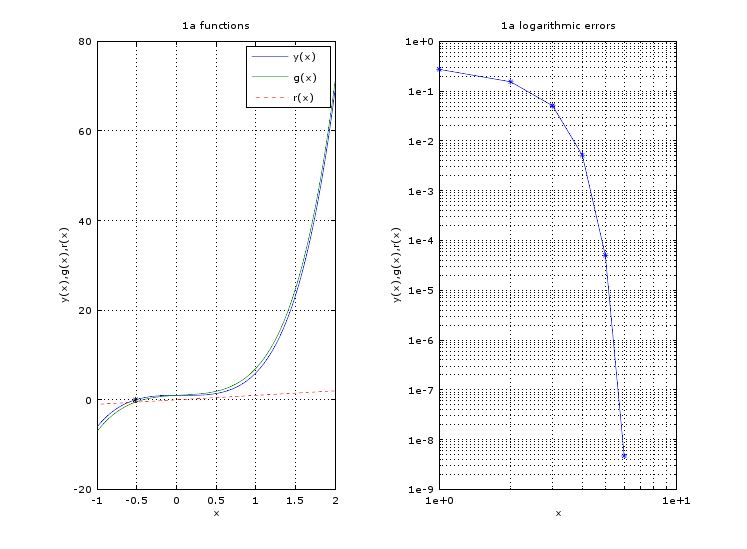 1a functions
80
60
40
20
0
-20
y(x),g(x),r(x)
-1 -0.5 0 0.5 1 1.5 2
x
y(x)
g(x)
r(x)
1a logarithmic errors
1e+0
1e-1
1e-2
1e-3
1e-4
1e-5
1e-6
1e-7
1e-8
1e-9
y(x),g(x),r(x)
1e+0 1e+1
x